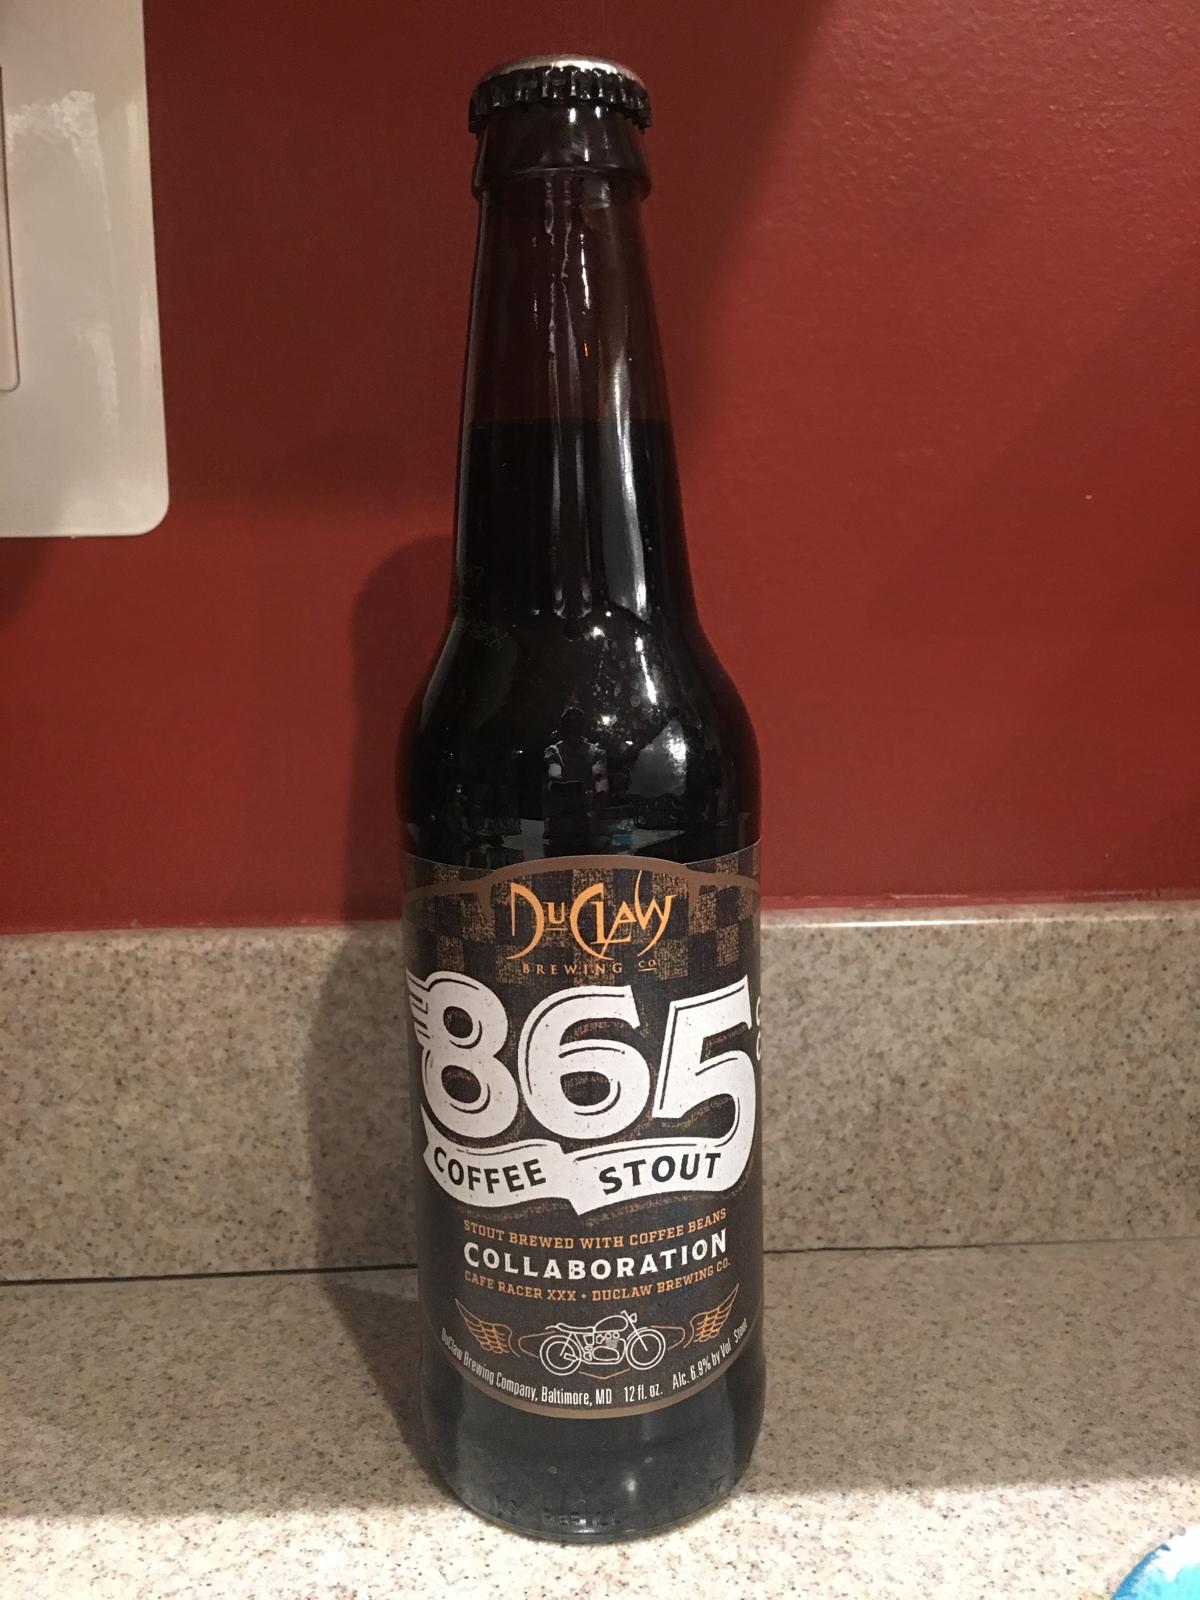 DuClaw
BREWING Co
865
COFFEE STOUT
STOUT BREWED WITH COFFEE BEANS
COLLABORATION
CAFE RACER XXX • DUCLAW BREWING CO.
DuClaw Brewing Company, Baltimore, MD 12 fl. oz. Alc. 6.9% by Vol Stout